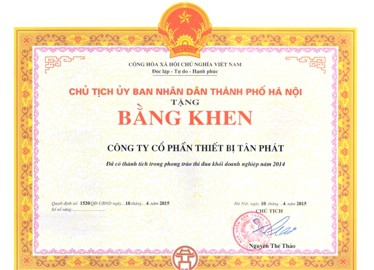 CỘNG HÒA XÃ HỘI CHỦ NGHĨA VIỆT NAM
Độc lập - Tự do - Hạnh phúc
CHỦ TỊCH ỦY BAN NHÂN DÂN THÀNH PHỐ HÀ NỘI
TẶNG
BẰNG KHEN
CÔNG TY CỔ PHẦN THIẾT BỊ TÂN PHÁT
Đã có thành tích trong phong trào thi đua khối doanh nghiệp năm 2014
Quyết định số 1520 QĐ/UBND ngày 10 tháng 4 năm 2015
Sổ số vàng
Hà Nội, ngày 10 tháng 4 năm 2015
CHỦ TỊCH
Nguyễn Thế Thảo